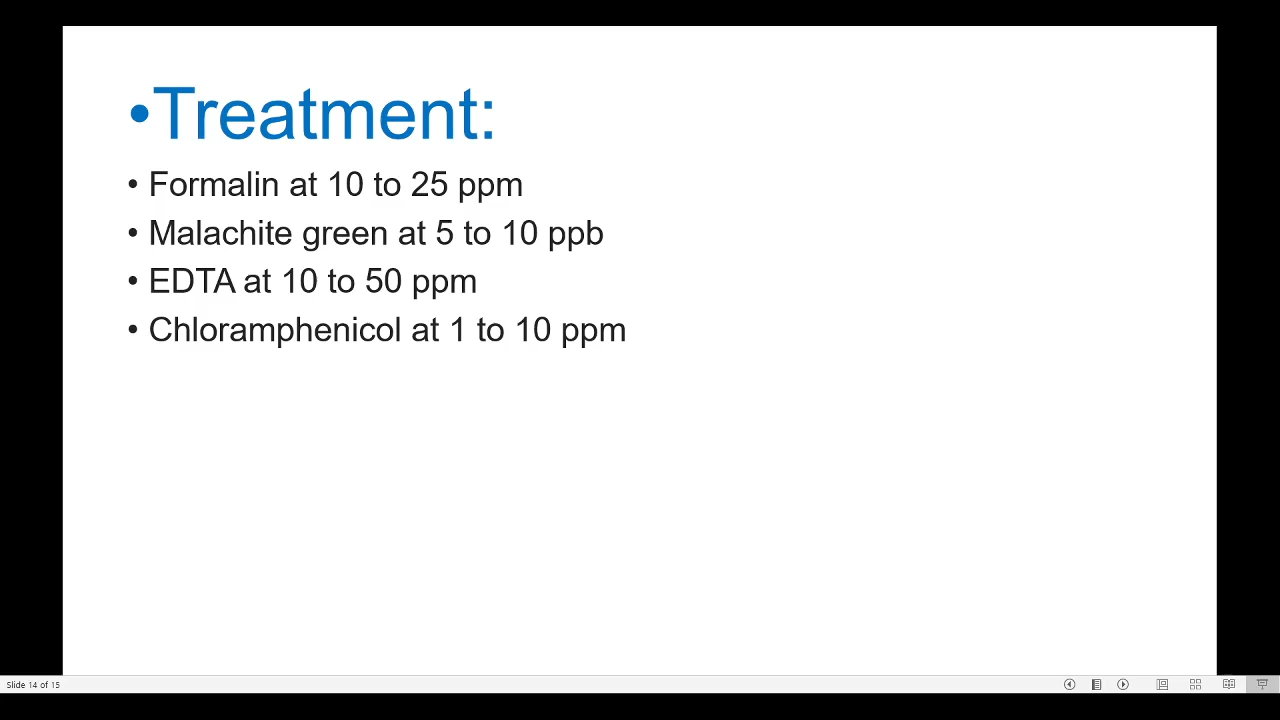 •Treatment:
• Formalin at 10 to 25 ppm
• Malachite green at 5 to 10 ppb
• EDTA at 10 to 50 ppm
• Chloramphenicol at 1 to 10 ppm
Slide 14 of 15